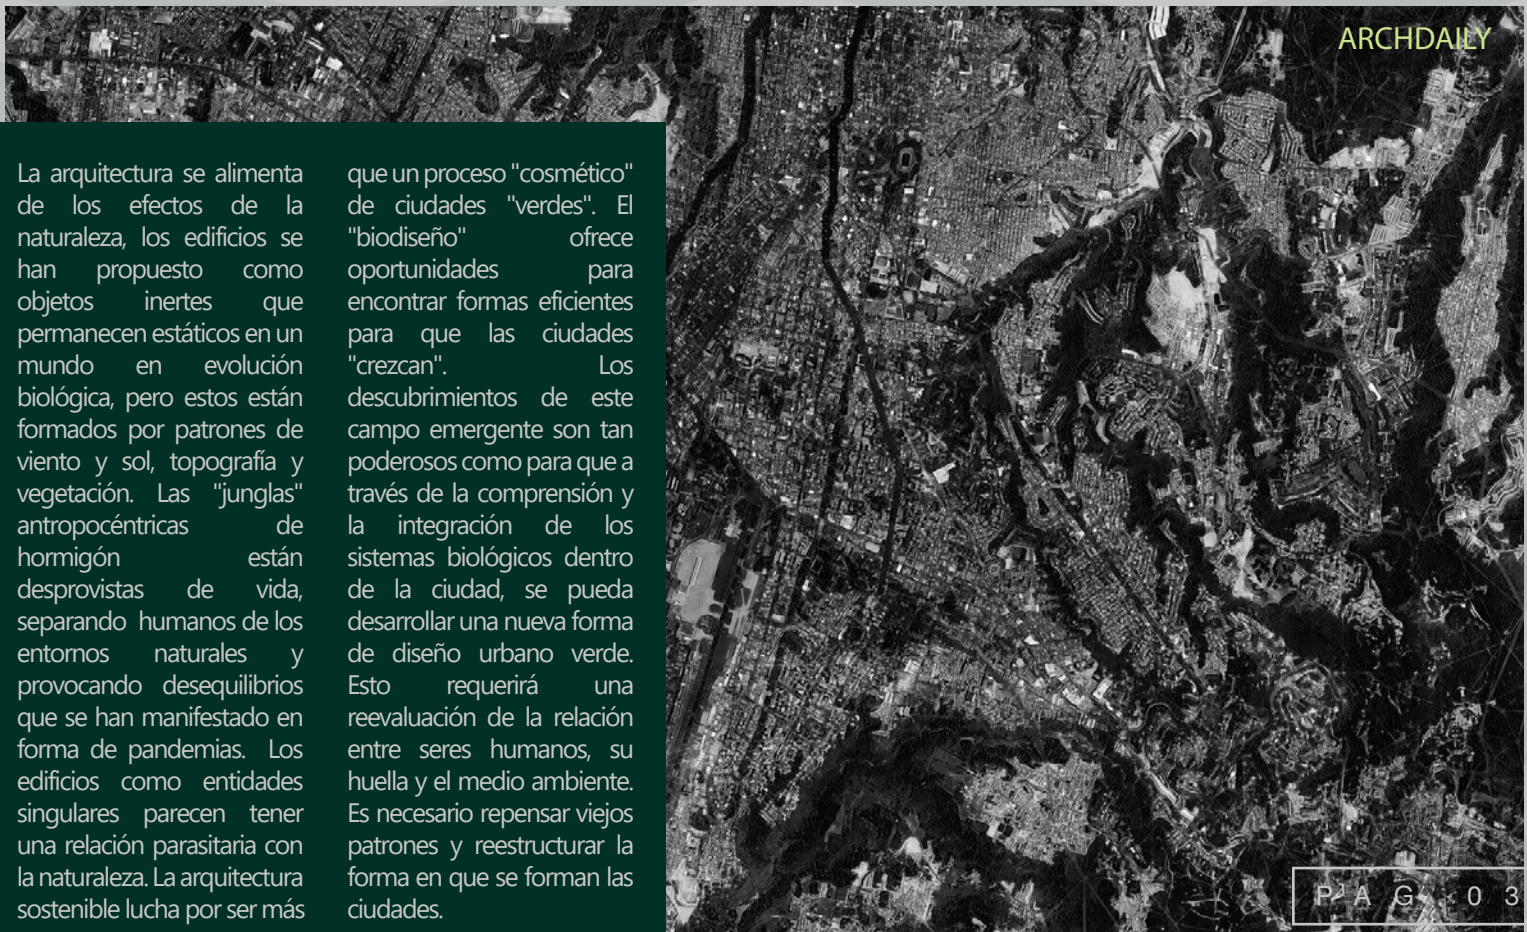 ARCHDAILY
La arquitectura se alimenta
de los efectos de la
naturaleza, los edificios se
han propuesto como
objetos inertes que
permanecen estáticos en un
mundo en evolución
biológica, pero estos están
formados por patrones de
viento y sol, topografía y
vegetación. Las "junglas"
antropocéntricas de
hormigón están
desprovistas de vida,
separando humanos de los
entornos naturales y
provocando desequilibrios
que se han manifestado en
forma de pandemias. Los
edificios como entidades
singulares parecen tener
una relación parasitaria con
la naturaleza. La arquitectura
sostenible lucha por ser más
que un proceso "cosmético"
de ciudades "verdes". El
"biodiseño" ofrece
oportunidades para
encontrar formas eficientes
para que las ciudades
"crezcan". Los
descubrimientos de este
campo emergente son tan
poderosos como para que a
través de la comprensión y
la integración de los
sistemas biológicos dentro
de la ciudad, se pueda
desarrollar una nueva forma
de diseño urbano verde.
Esto requerirá una
reevaluación de la relación
entre seres humanos, su
huella y el medio ambiente.
Es necesario repensar viejos
patrones y reestructurar la
forma en que se forman las
ciudades.
PAG. 03